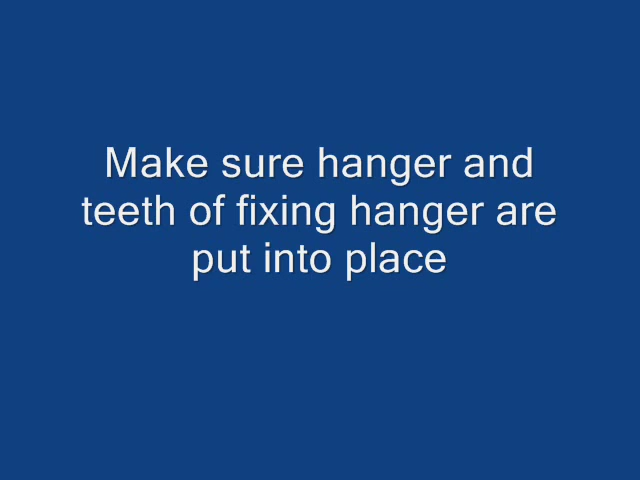 Make sure hanger and
teeth of fixing hanger are
put into place